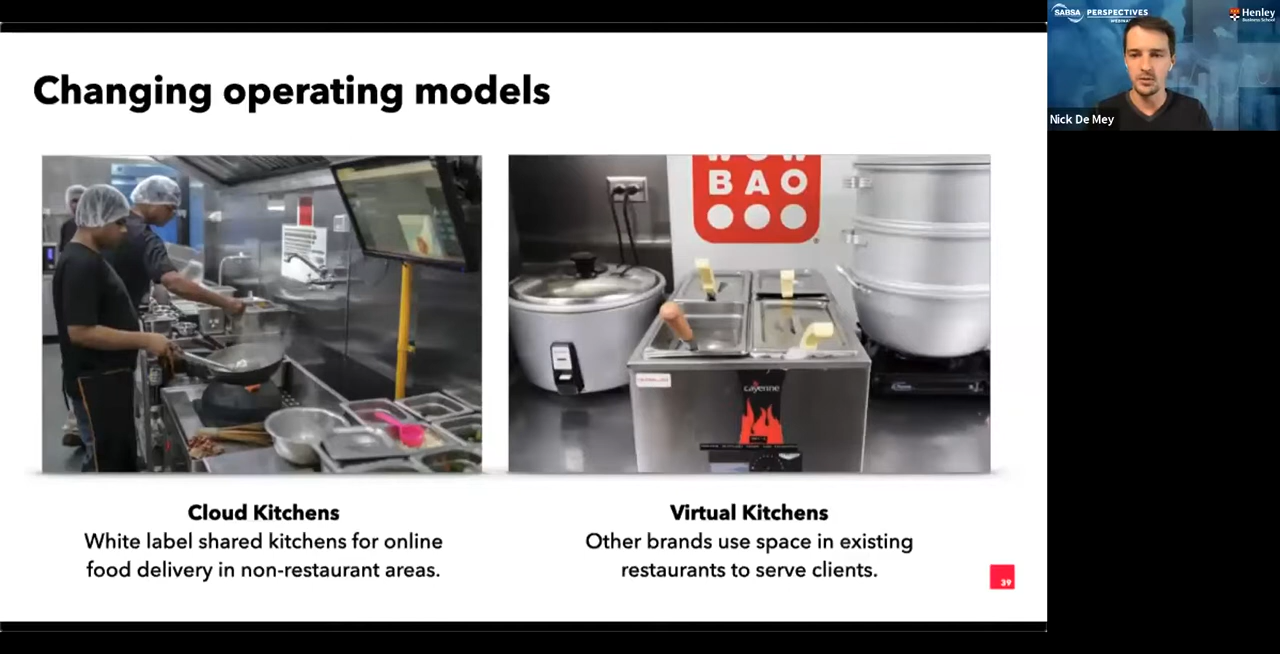 SABSA PERSPECTIVES
Henley
Business School
Nick De Mey
Changing operating models
BAO
Cayenne
Cloud Kitchens
White label shared kitchens for online
food delivery in non-restaurant areas.
Virtual Kitchens
Other brands use space in existing
restaurants to serve clients.
39